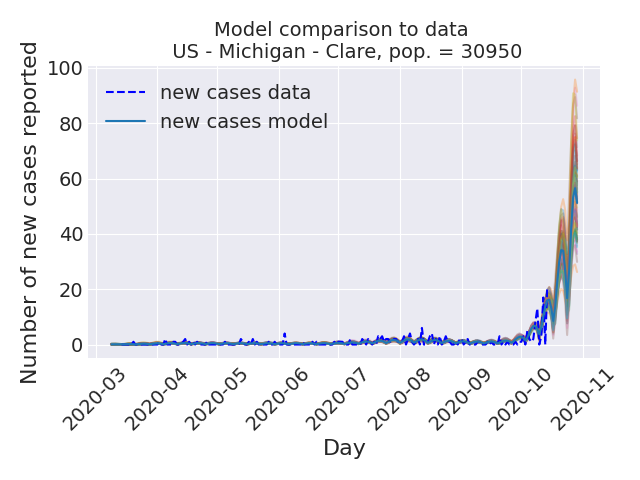 Model comparison to data
US - Michigan - Clare, pop. = 30950
Number of new cases reported
100
80
60
40
20
0
new cases data
new cases model
2020-03
2020-04
2020-05
2020-06
2020-07
2020-08
2020-09
2020-10
2020-11
Day